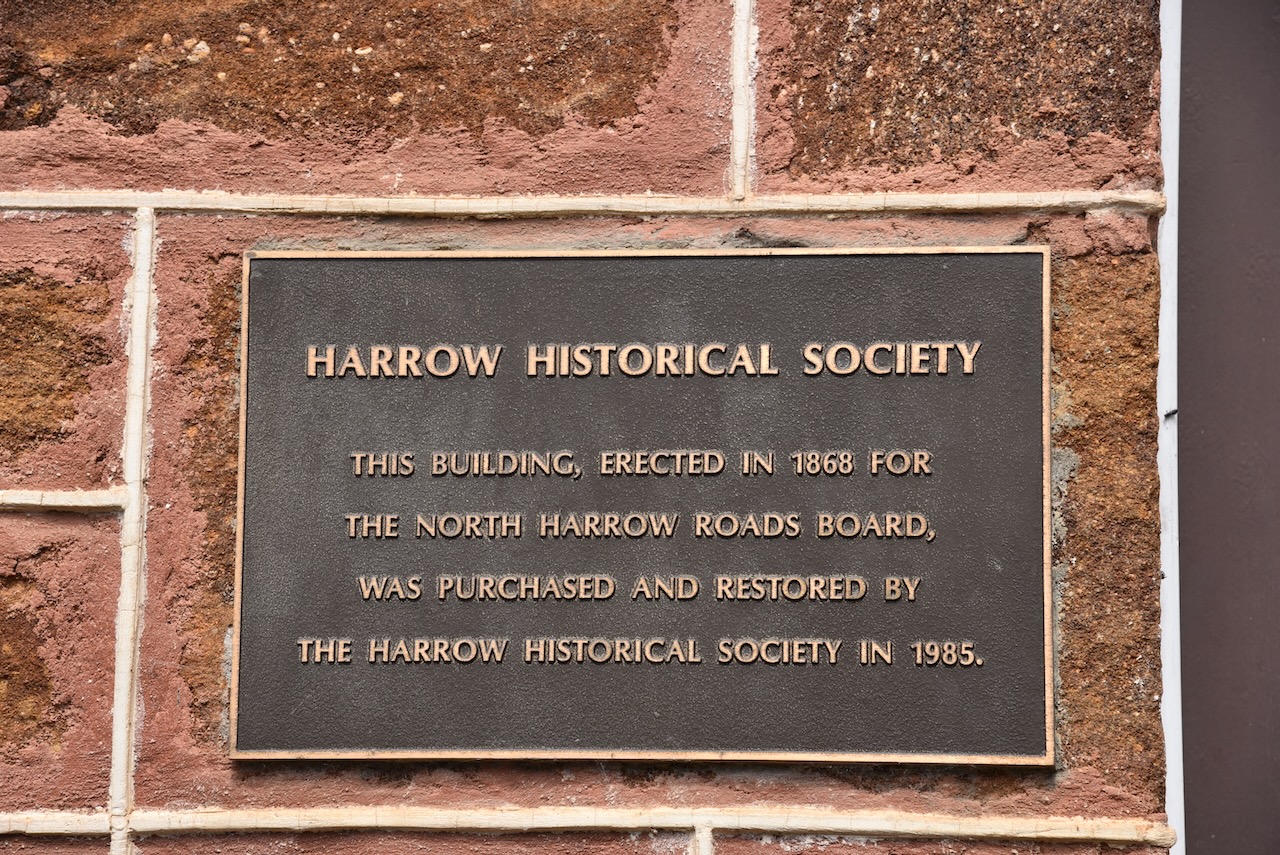 HARROW HISTORICAL SOCIETY
THIS BUILDING, ERECTED IN 1868 FOR
THE NORTH HARROW ROADS BOARD,
WAS PURCHASED AND RESTORED BY
THE HARROW HISTORICAL SOCIETY IN 1985.